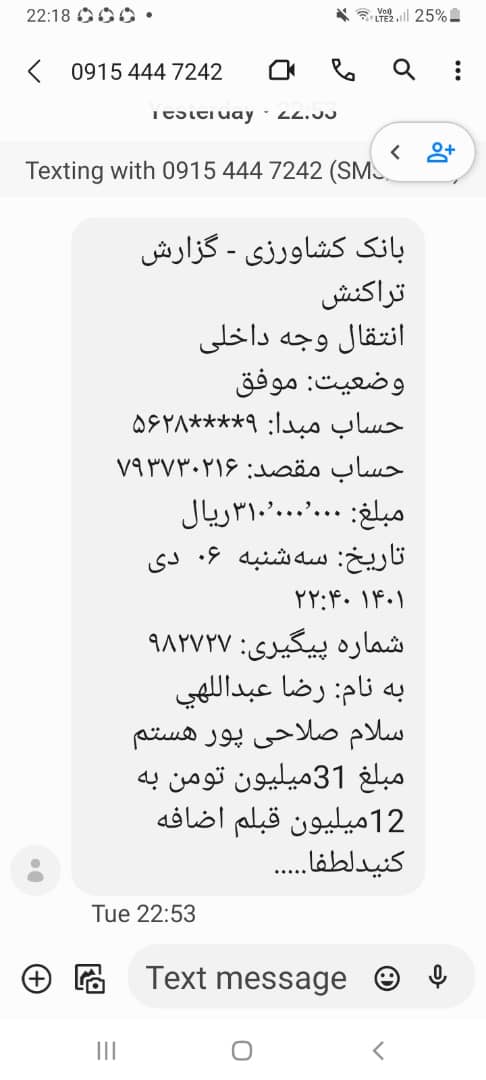 22:18
25%
0915 444 7242
Yesterday · 22:53
Texting with 0915 444 7242 (SMS
بانک کشاورزی - گزارش
تراکنش
انتقال وجه داخلی
وضعیت: موفق
حساب مبدا: ۹****۵۶۲۸
حساب مقصد: ۷۹۳۷۳۰۲۱۶
مبلغ: ۳۱۰٬۰۰۰٬۰۰۰ریال
تاریخ: سه‌شنبه ۰۶ دی
۱۴۰۱ ۲۲:۴۰
شماره پیگیری: ۹۸۲۷۲۷
به نام: رضا عبداللهي
سلام صلاحی پور هستم
مبلغ 31میلیون تومن به
12میلیون قبلم اضافه
کنیدلطفا.....
Tue 22:53
Text message